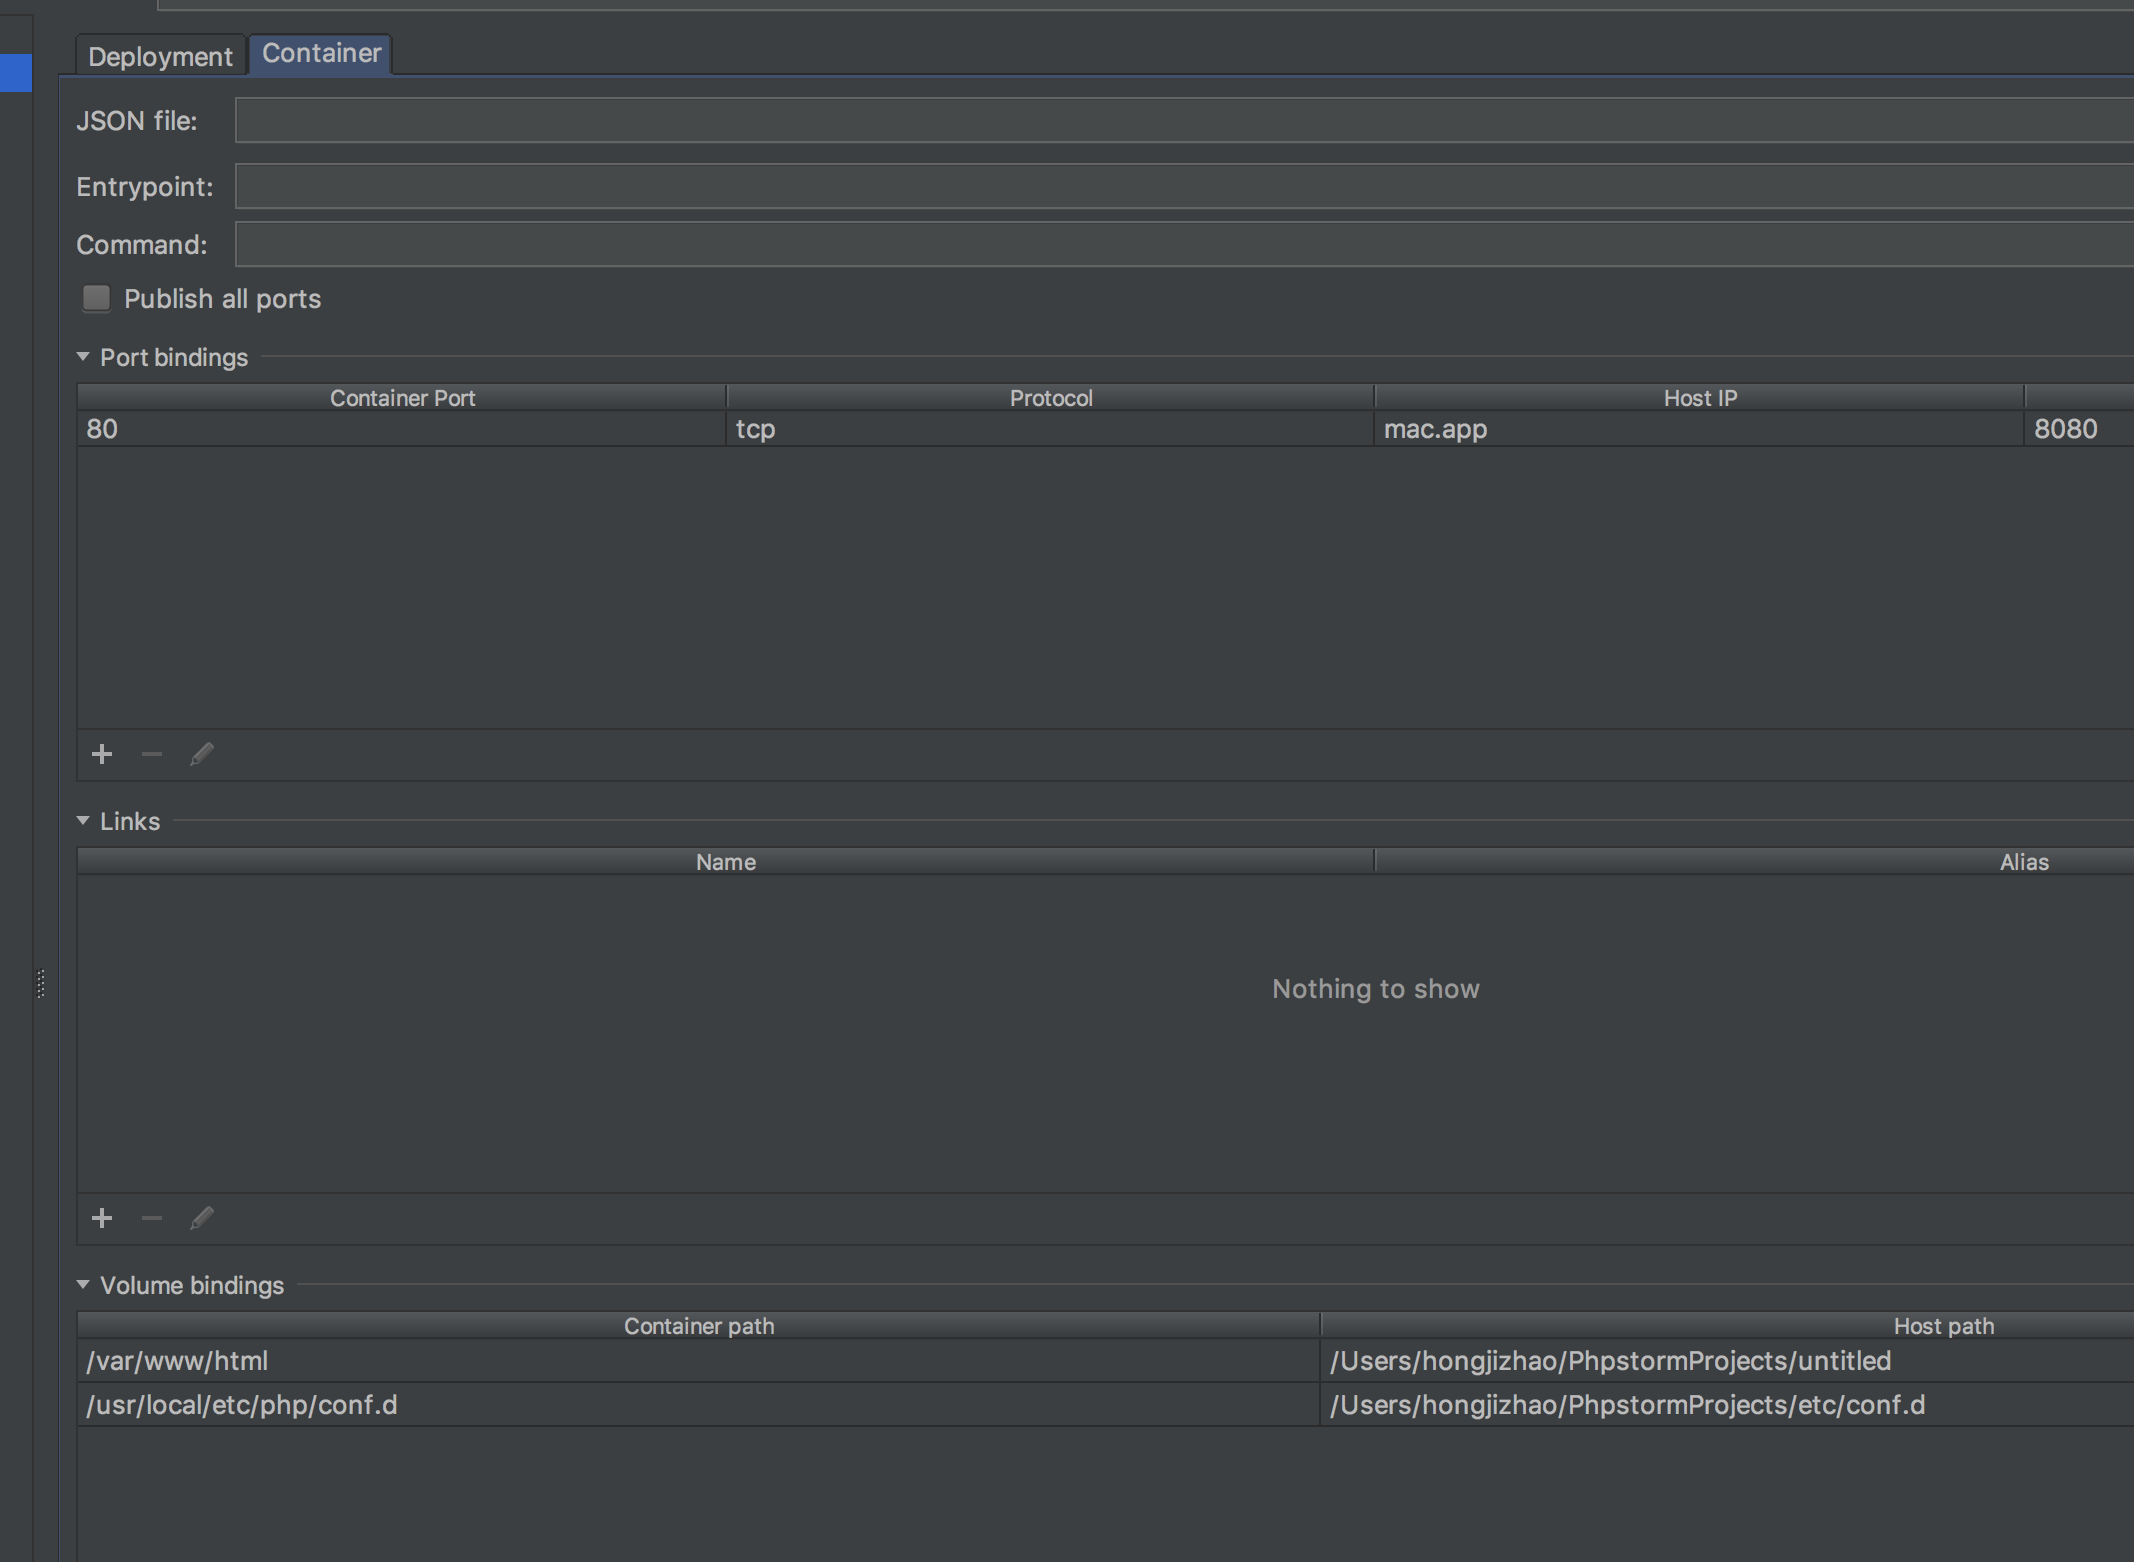 Deployment Container
JSON file:
Entrypoint:
Command:
Publish all ports
Port bindings
Container Port Protocol Host IP
80 tcp mac.app 8080
Links
Name Alias
Nothing to show
Volume bindings
Container path Host path
/var/www/html /Users/hongjizhao/PhpstormProjects/untitled
/usr/local/etc/php/conf.d /Users/hongjizhao/PhpstormProjects/etc/conf.d